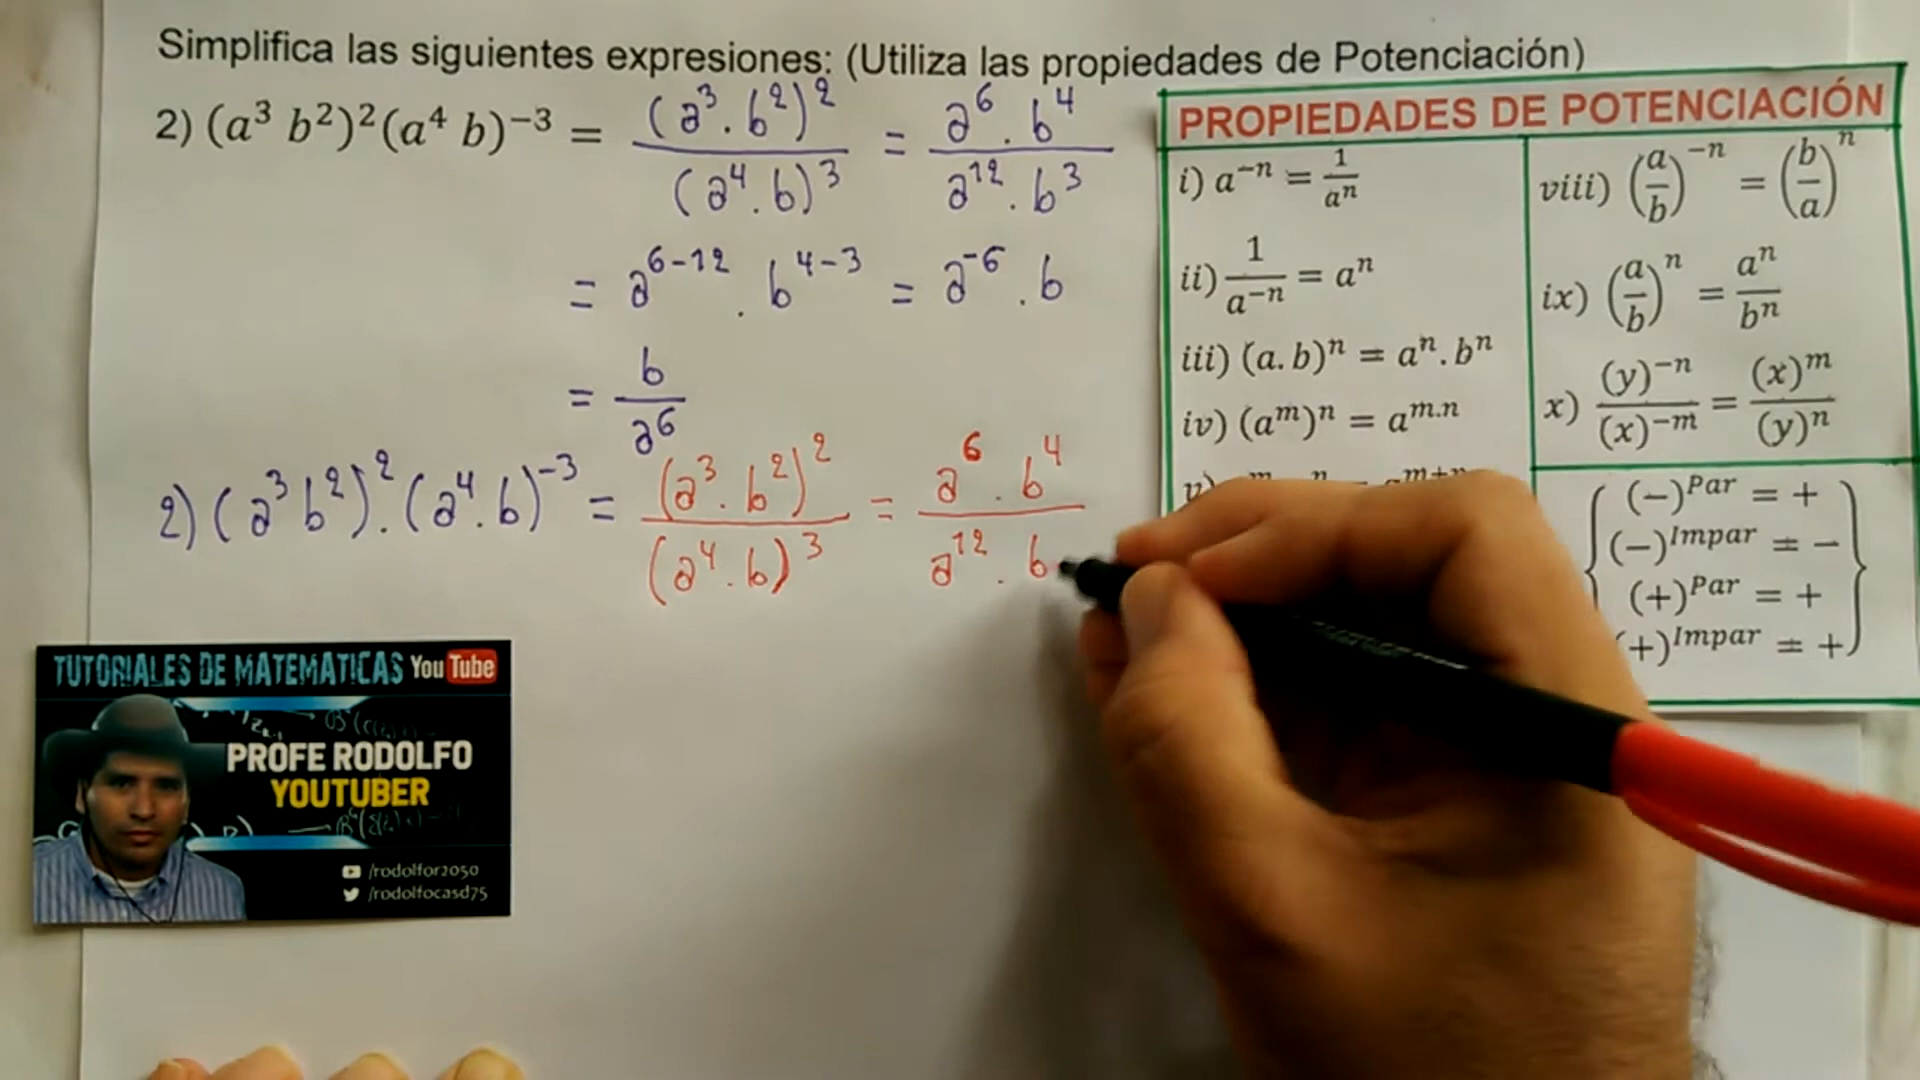 Simplifica las siguientes expresiones: (Utiliza las propiedades de Potenciación)
2) (a³ b²)²(a⁴ b)⁻³ = (a³ . b²)² / (a⁴ . b)³ = a⁶ . b⁴ / a¹² . b³
= a⁶⁻¹² . b⁴⁻³ = a⁻⁶ . b
= b / a⁶
2) (a³ b²)² . (a⁴ . b)⁻³ = (a³ . b²)² / (a⁴ . b)³ = a⁶ . b⁴ / a¹² . b
PROPIEDADES DE POTENCIACIÓN
i) a⁻ⁿ = 1/aⁿ
ii) 1/a⁻ⁿ = aⁿ
iii) (a.b)ⁿ = aⁿ.bⁿ
iv) (aᵐ)ⁿ = aᵐ·ⁿ
viii) (a/b)⁻ⁿ = (b/a)ⁿ
ix) (a/b)ⁿ = aⁿ/bⁿ
x) (y)⁻ⁿ/(x)⁻ᵐ = (x)ᵐ/(y)ⁿ
(−)^Par = +
(−)^Impar = −
(+)^Par = +
(+)^Impar = +
TUTORIALES DE MATEMATICAS YouTube
PROFE RODOLFO
YOUTUBER
/rodolfor2050
/rodolfocasd75